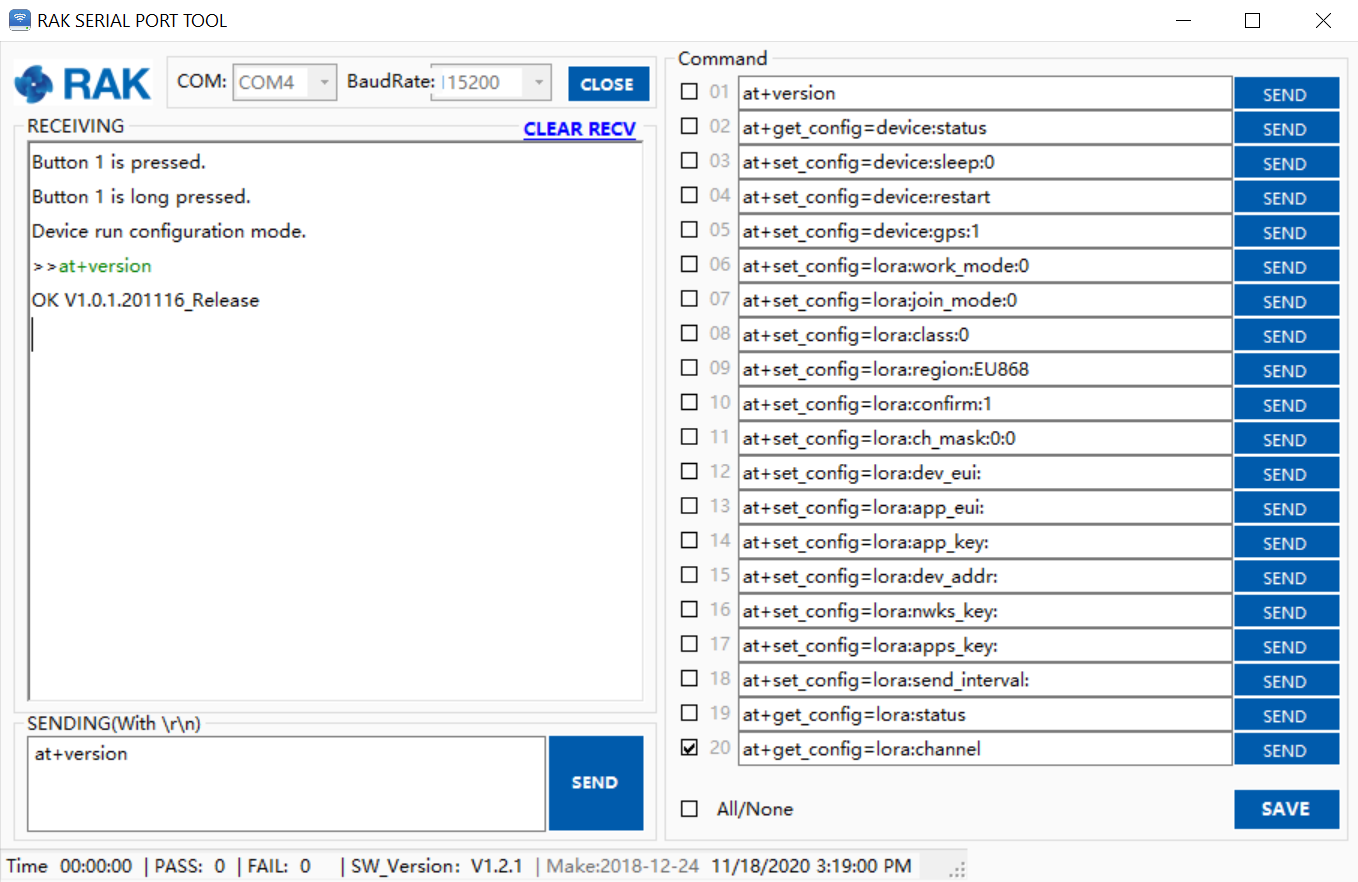 RAK SERIAL PORT TOOL
RAK COM: COM4 BaudRate: 115200 CLOSE
RECEIVING CLEAR RECV
Button 1 is pressed.
Button 1 is long pressed.
Device run configuration mode.
>>at+version
OK V1.0.1.201116_Release
SENDING(With \r\n)
at+version
SEND
Command
01 at+version SEND
02 at+get_config=device:status SEND
03 at+set_config=device:sleep:0 SEND
04 at+set_config=device:restart SEND
05 at+set_config=device:gps:1 SEND
06 at+set_config=lora:work_mode:0 SEND
07 at+set_config=lora:join_mode:0 SEND
08 at+set_config=lora:class:0 SEND
09 at+set_config=lora:region:EU868 SEND
10 at+set_config=lora:confirm:1 SEND
11 at+set_config=lora:ch_mask:0:0 SEND
12 at+set_config=lora:dev_eui: SEND
13 at+set_config=lora:app_eui: SEND
14 at+set_config=lora:app_key: SEND
15 at+set_config=lora:dev_addr: SEND
16 at+set_config=lora:nwks_key: SEND
17 at+set_config=lora:apps_key: SEND
18 at+set_config=lora:send_interval: SEND
19 at+get_config=lora:status SEND
20 at+get_config=lora:channel SEND
All/None SAVE
Time 00:00:00 | PASS: 0 | FAIL: 0 | SW_Version: V1.2.1 | Make:2018-12-24 11/18/2020 3:19:00 PM